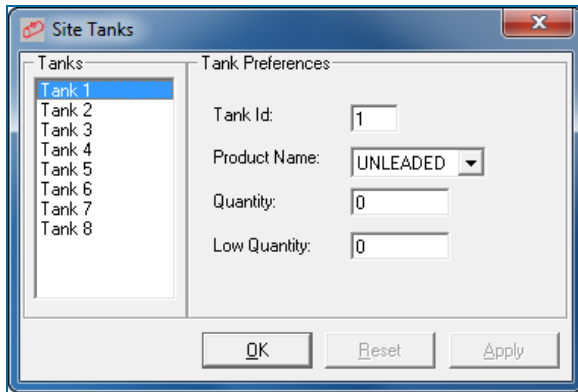 Site Tanks
Tanks
Tank 1
Tank 2
Tank 3
Tank 4
Tank 5
Tank 6
Tank 7
Tank 8
Tank Preferences
Tank Id: 1
Product Name: UNLEADED
Quantity: 0
Low Quantity: 0
OK Reset Apply